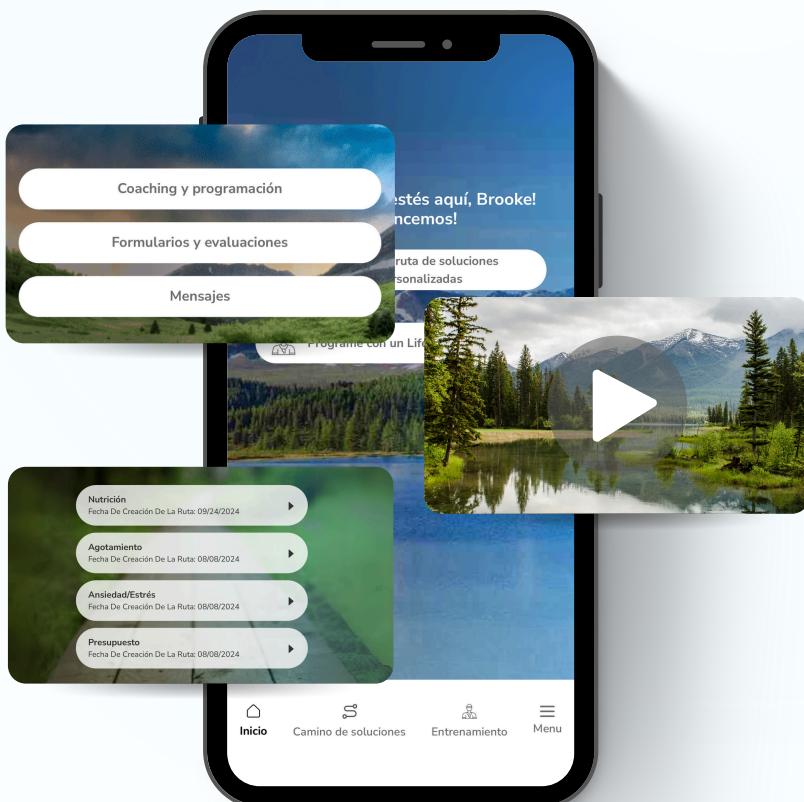 Coaching y programación
Formularios y evaluaciones
Mensajes
estés aquí, Brooke!
ncemos!
ruta de soluciones
rsonalizadas
Programe con un Life
Nutrición
Fecha De Creación De La Ruta: 09/24/2024
Agotamiento
Fecha De Creación De La Ruta: 08/08/2024
Ansiedad/Estrés
Fecha De Creación De La Ruta: 08/08/2024
Presupuesto
Fecha De Creación De La Ruta: 08/08/2024
Inicio
Camino de soluciones
Entrenamiento
Menu